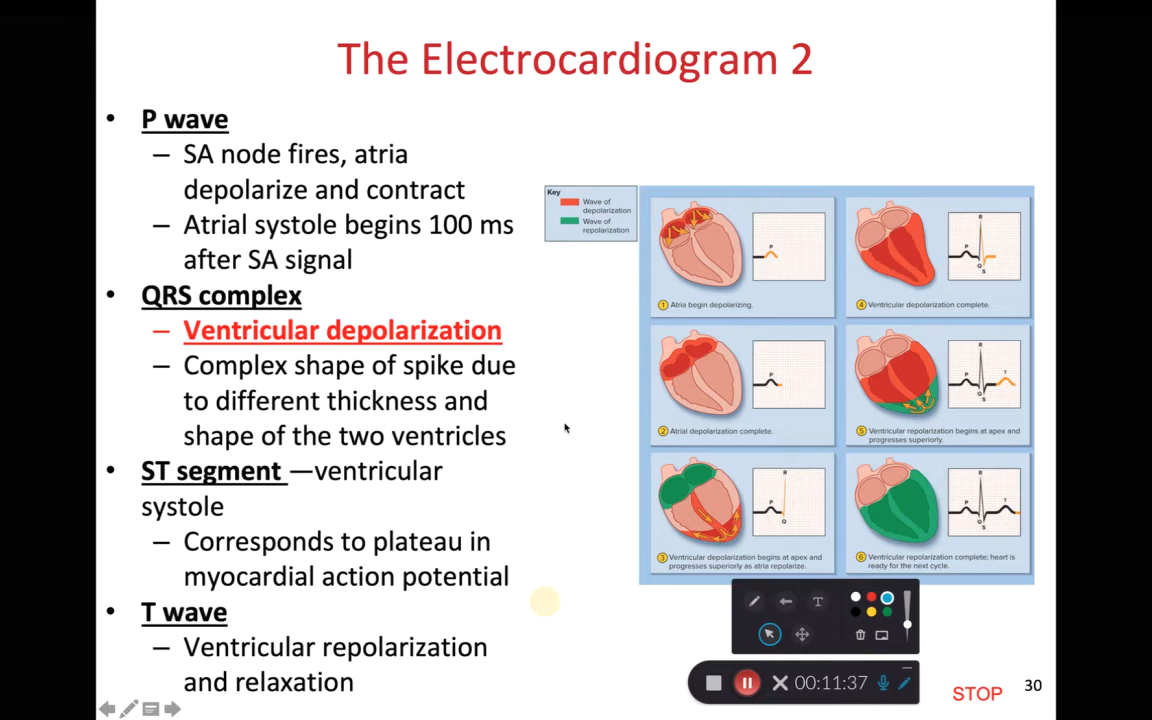 The Electrocardiogram 2
• P wave
– SA node fires, atria
depolarize and contract
– Atrial systole begins 100 ms
after SA signal
• QRS complex
– Ventricular depolarization
– Complex shape of spike due
to different thickness and
shape of the two ventricles
• ST segment —ventricular
systole
– Corresponds to plateau in
myocardial action potential
• T wave
– Ventricular repolarization
and relaxation
Key
Wave of
depolarization
Wave of
repolarization
P
1 Atria begin depolarizing.
R
P
Q
S
4 Ventricular depolarization complete.
P
2 Atrial depolarization complete.
R
P
T
Q
S
5 Ventricular repolarization begins at apex and
progresses superiorly.
R
P
Q
3 Ventricular depolarization begins at apex and
progresses superiorly as atria repolarize.
R
P
T
Q
S
6 Ventricular repolarization complete; heart is
ready for the next cycle.
T
00:11:37
STOP
30